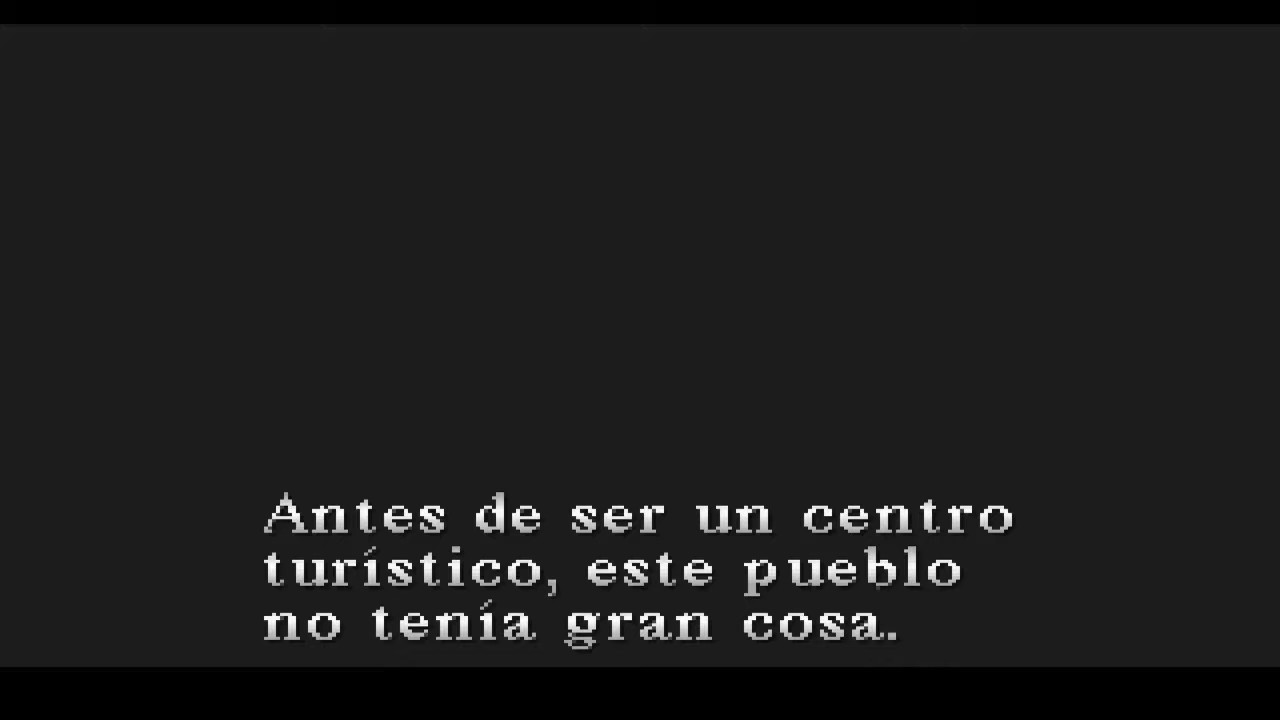 Antes de ser un centro
turístico, este pueblo
no tenía gran cosa.